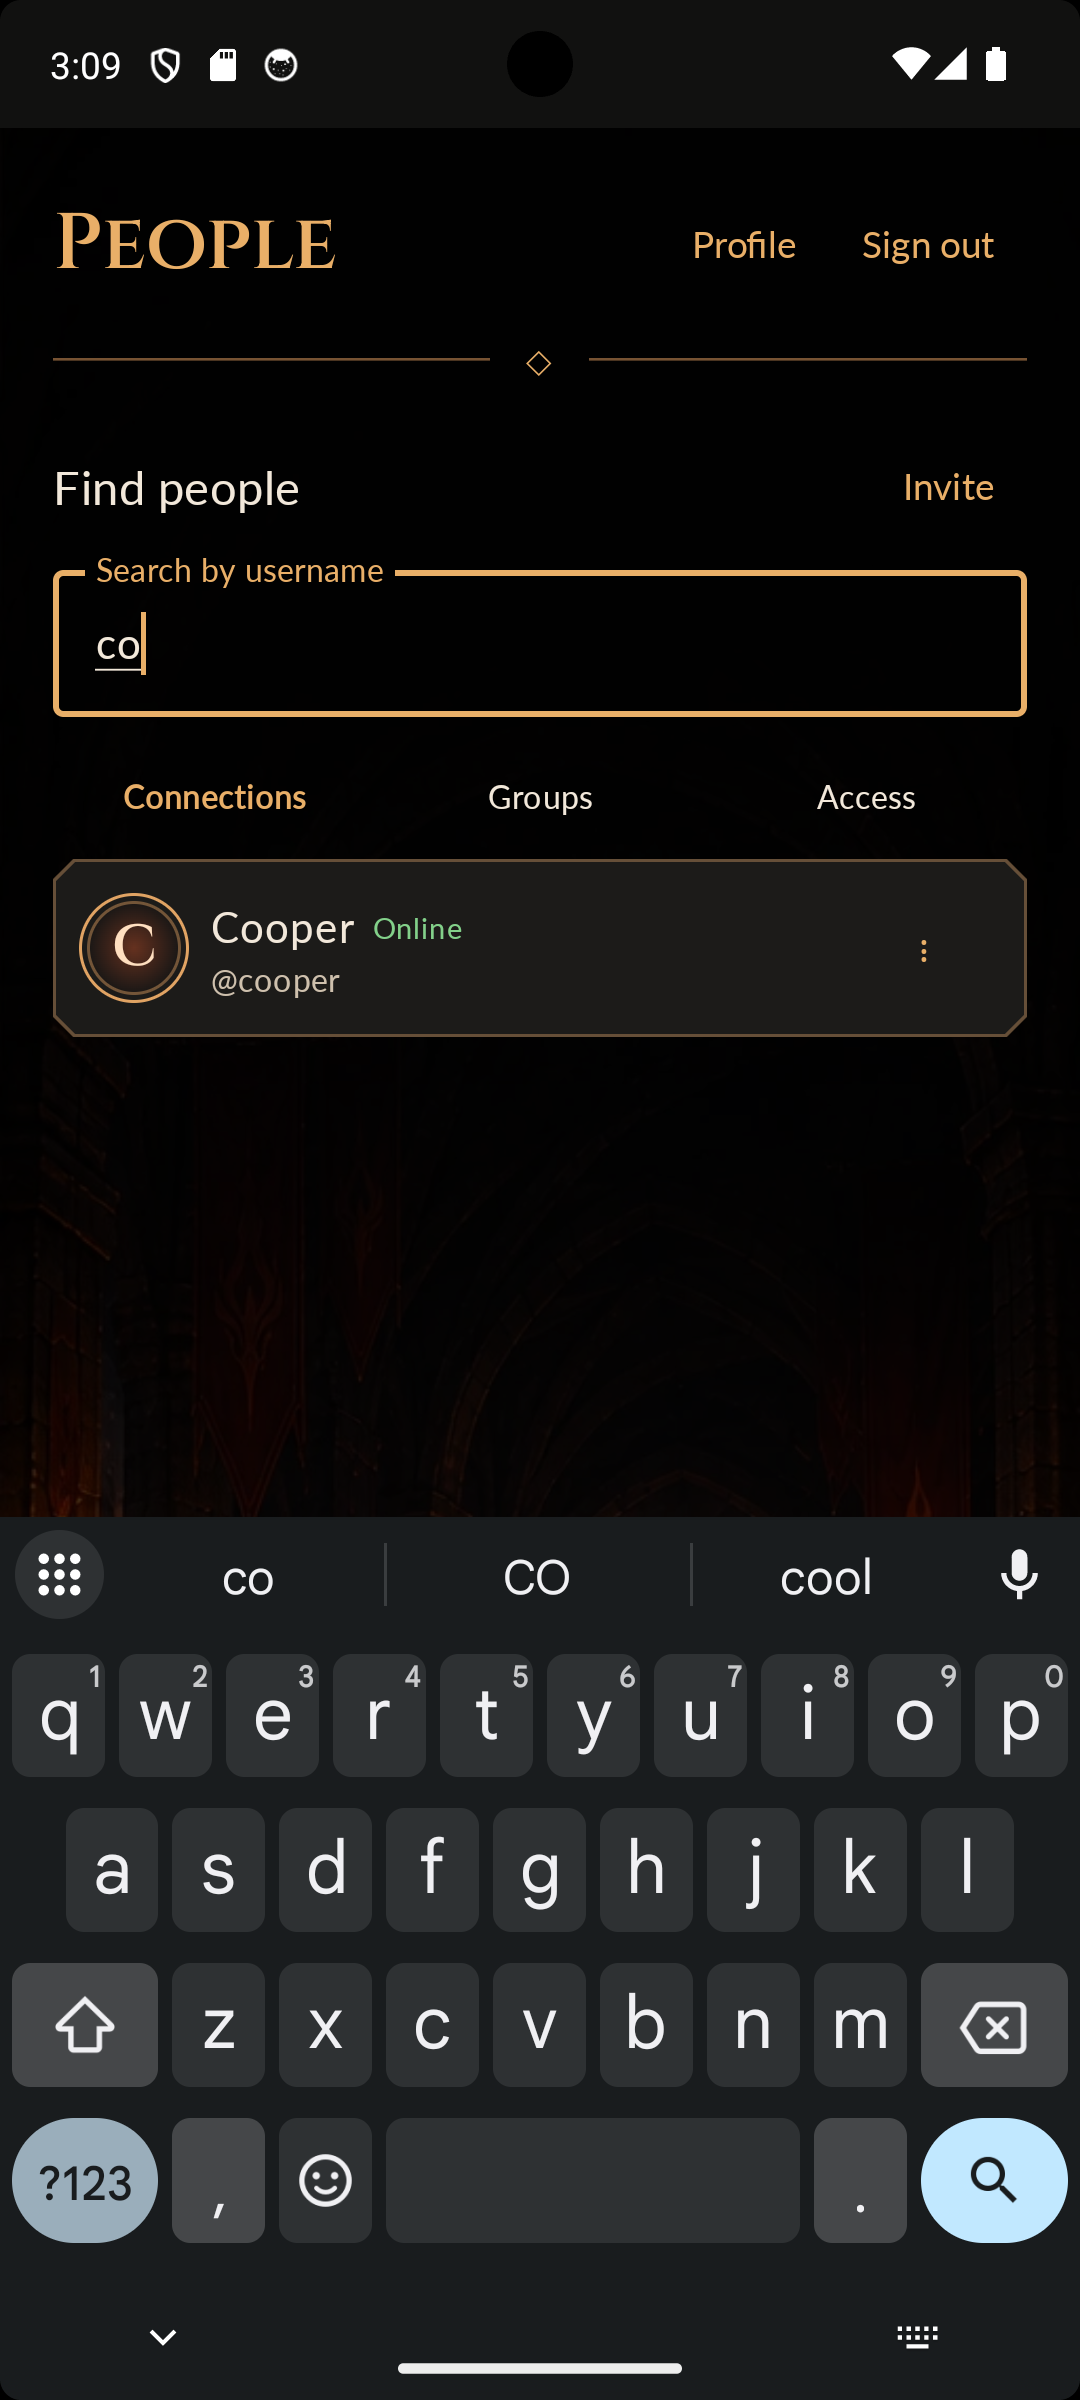 3:09
PEOPLE
Profile
Sign out
Find people
Invite
Search by username
co
Connections
Groups
Access
C
Cooper
Online
@cooper
co
CO
cool
q 1 w 2 e 3 r 4 t 5 y 6 u 7 i 8 o 9 p 0
a s d f g h j k l
z x c v b n m
?123 , .